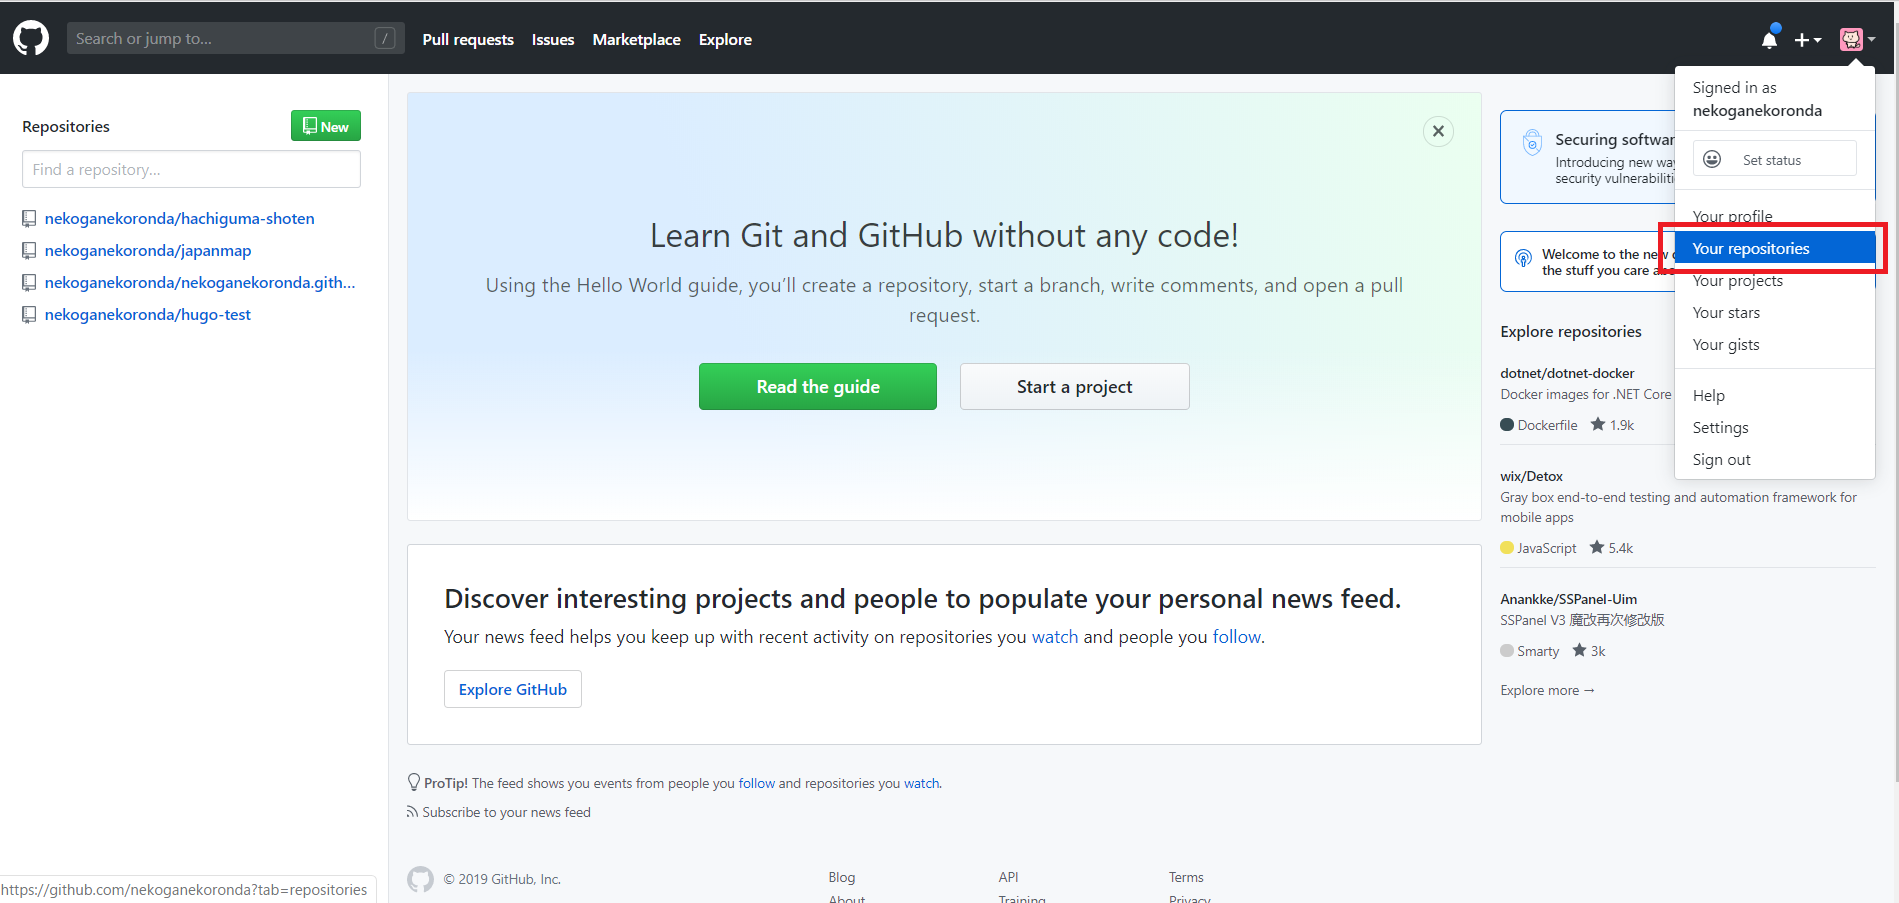 Search or jump to...
/
Pull requests
Issues
Marketplace
Explore
Repositories
New
Find a repository...
nekoganekoronda/hachiguma-shoten
nekoganekoronda/japanmap
nekoganekoronda/nekoganekoronda.gith...
nekoganekoronda/hugo-test
Learn Git and GitHub without any code!
Using the Hello World guide, you'll create a repository, start a branch, write comments, and open a pull
request.
Read the guide
Start a project
Discover interesting projects and people to populate your personal news feed.
Your news feed helps you keep up with recent activity on repositories you watch and people you follow.
Explore GitHub
ProTip! The feed shows you events from people you follow and repositories you watch.
Subscribe to your news feed
© 2019 GitHub, Inc.
Blog
About
API
Training
Terms
Privacy
Securing softwar
Introducing new way
security vulnerabiliti
Welcome to the new
the stuff you care abo
Explore repositories
dotnet/dotnet-docker
Docker images for .NET Core
Dockerfile
1.9k
wix/Detox
Gray box end-to-end testing and automation framework for
mobile apps
JavaScript
5.4k
Anankke/SSPanel-Uim
SSPanel V3 魔改再次修改版
Smarty
3k
Explore more →
Signed in as
nekoganekoronda
Set status
Your profile
Your repositories
Your projects
Your stars
Your gists
Help
Settings
Sign out
https://github.com/nekoganekoronda?tab=repositories